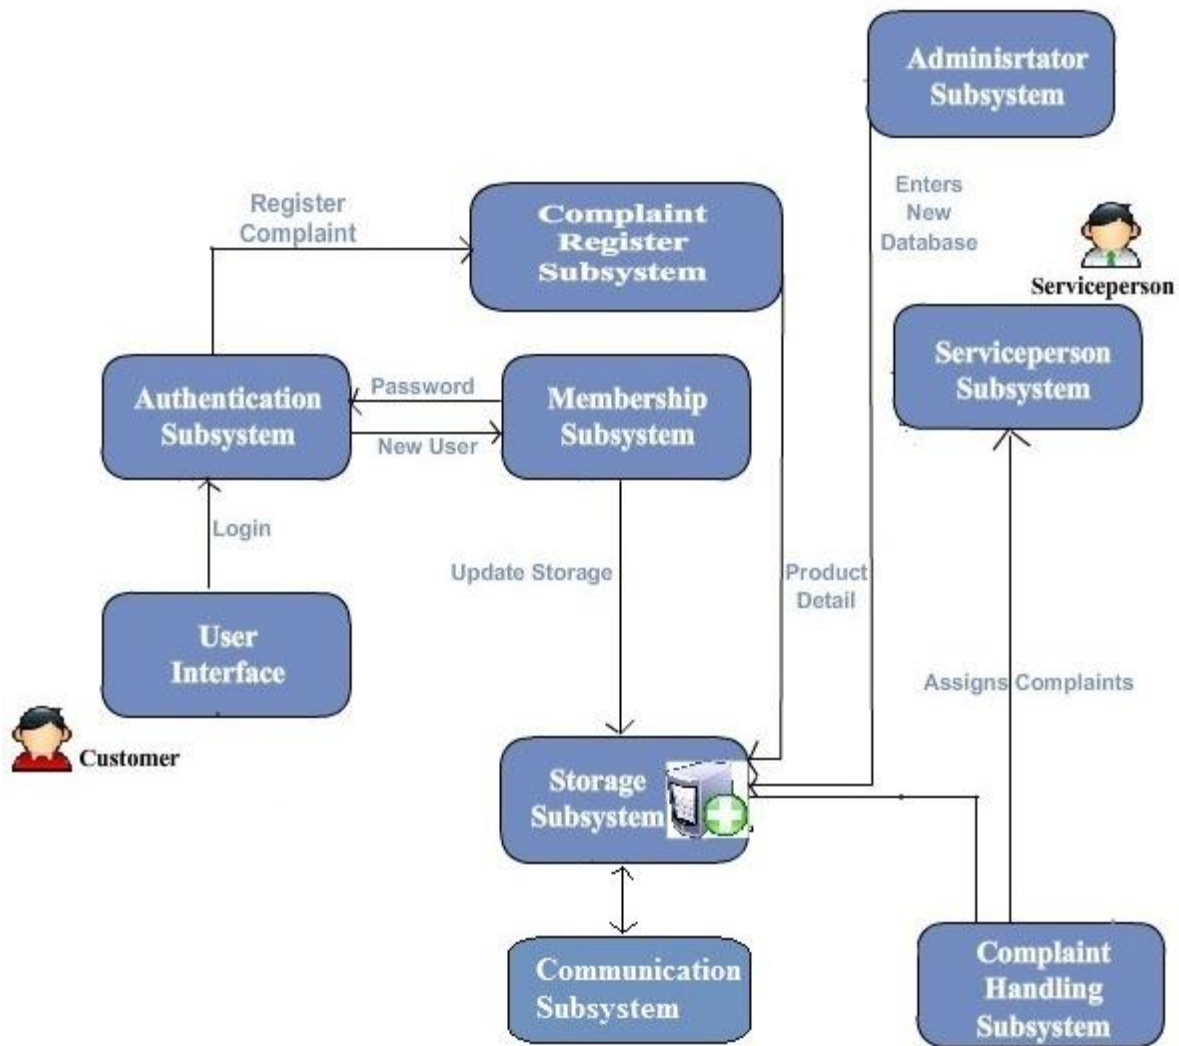 Adminisrtator
Subsystem
Enters
New
Database
Serviceperson
Register
Complaint
Complaint
Register
Subsystem
Serviceperson
Subsystem
Authentication
Subsystem
Password
New User
Membership
Subsystem
Login
Update Storage
Product
Detail
User
Interface
Customer
Assigns Complaints
Storage
Subsystem
Communication
Subsystem
Complaint
Handling
Subsystem